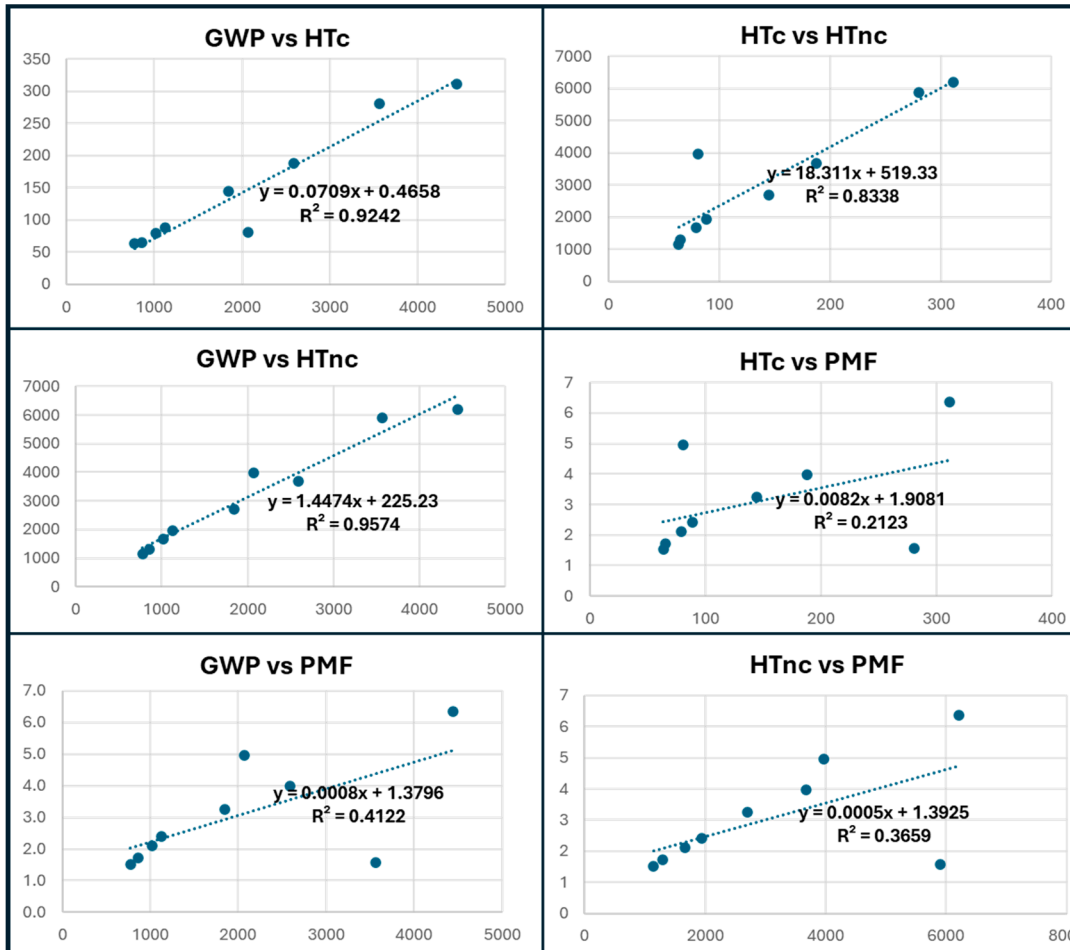 GWP vs HTc
350
300
250
200
150
100
50
0
y = 0.0709x + 0.4658
R² = 0.9242
0 1000 2000 3000 4000 5000
HTc vs HTnc
7000
6000
5000
4000
3000
2000
1000
0
y = 18.311x + 519.33
R² = 0.8338
0 100 200 300 400
GWP vs HTnc
7000
6000
5000
4000
3000
2000
1000
0
y = 1.4474x + 225.23
R² = 0.9574
0 1000 2000 3000 4000 5000
HTc vs PMF
7
6
5
4
3
2
1
0
y = 0.0082x + 1.9081
R² = 0.2123
0 100 200 300 400
GWP vs PMF
7.0
6.0
5.0
4.0
3.0
2.0
1.0
0.0
y = 0.0008x + 1.3796
R² = 0.4122
0 1000 2000 3000 4000 5000
HTnc vs PMF
7
6
5
4
3
2
1
0
y = 0.0005x + 1.3925
R² = 0.3659
0 2000 4000 6000